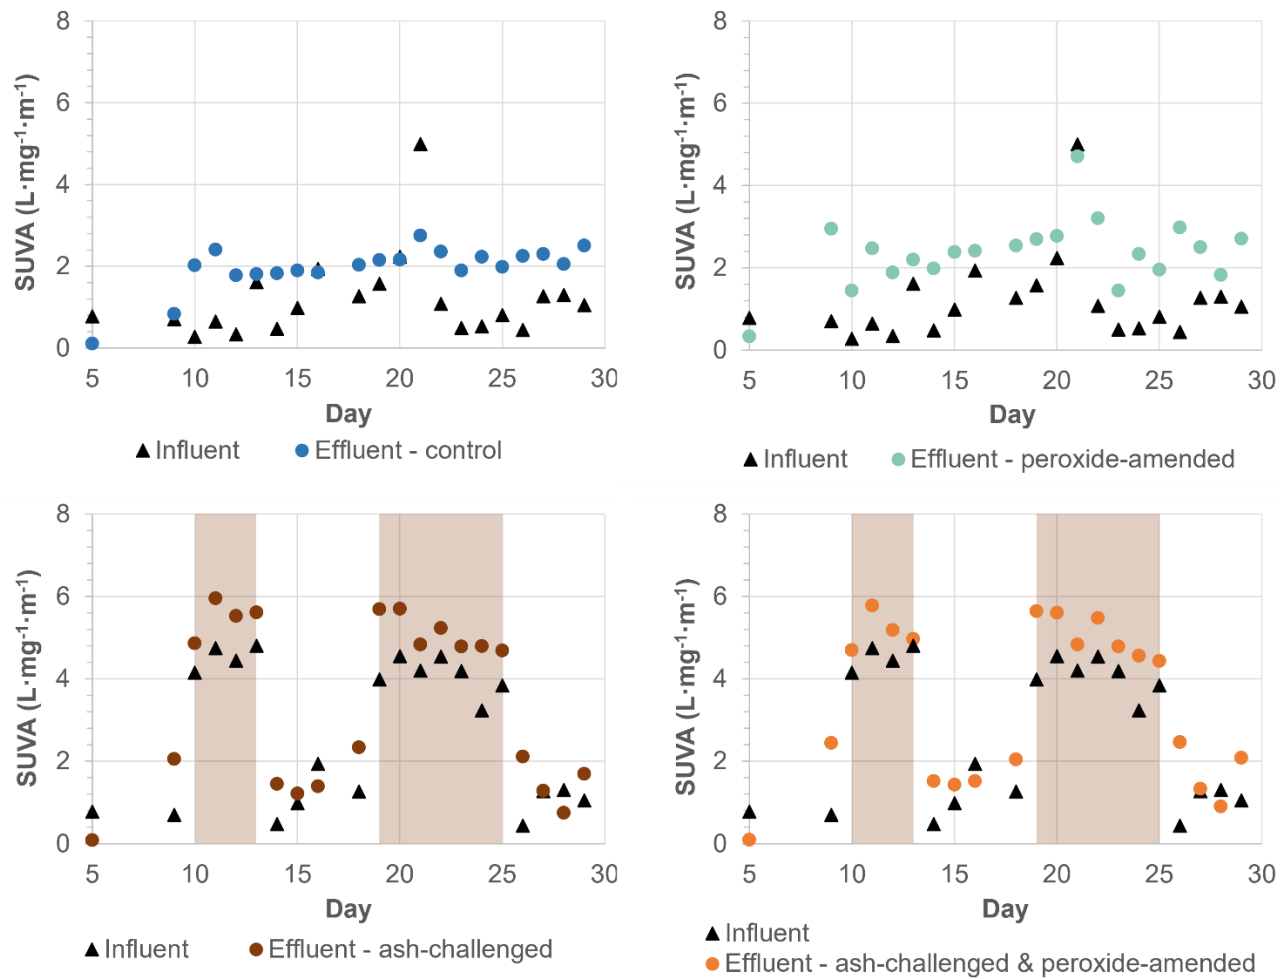 8
6
4
2
0
SUVA (L·mg⁻¹·m⁻¹)
5 10 15 20 25 30
Day
Influent Effluent - control
8
6
4
2
0
SUVA (L·mg⁻¹·m⁻¹)
5 10 15 20 25 30
Day
Influent Effluent - peroxide-amended
8
6
4
2
0
SUVA (L·mg⁻¹·m⁻¹)
5 10 15 20 25 30
Day
Influent Effluent - ash-challenged
8
6
4
2
0
SUVA (L·mg⁻¹·m⁻¹)
5 10 15 20 25 30
Day
Influent
Effluent - ash-challenged & peroxide-amended